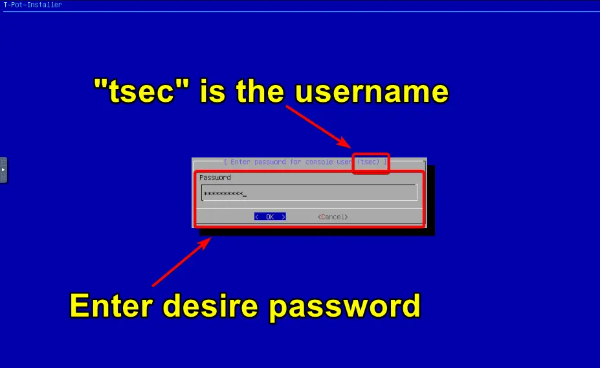 T-Pot-Installer
"tsec" is the username
[ Enter password for console user (tsec) ]
Password
**********_
< OK >
<Cancel>
Enter desire password